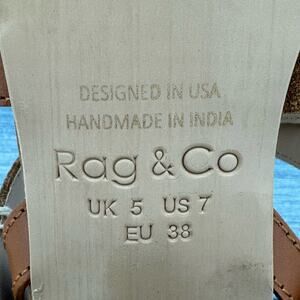 DESIGNED IN USA
HANDMADE IN INDIA
Rag & Co
UK 5 US 7
EU 38